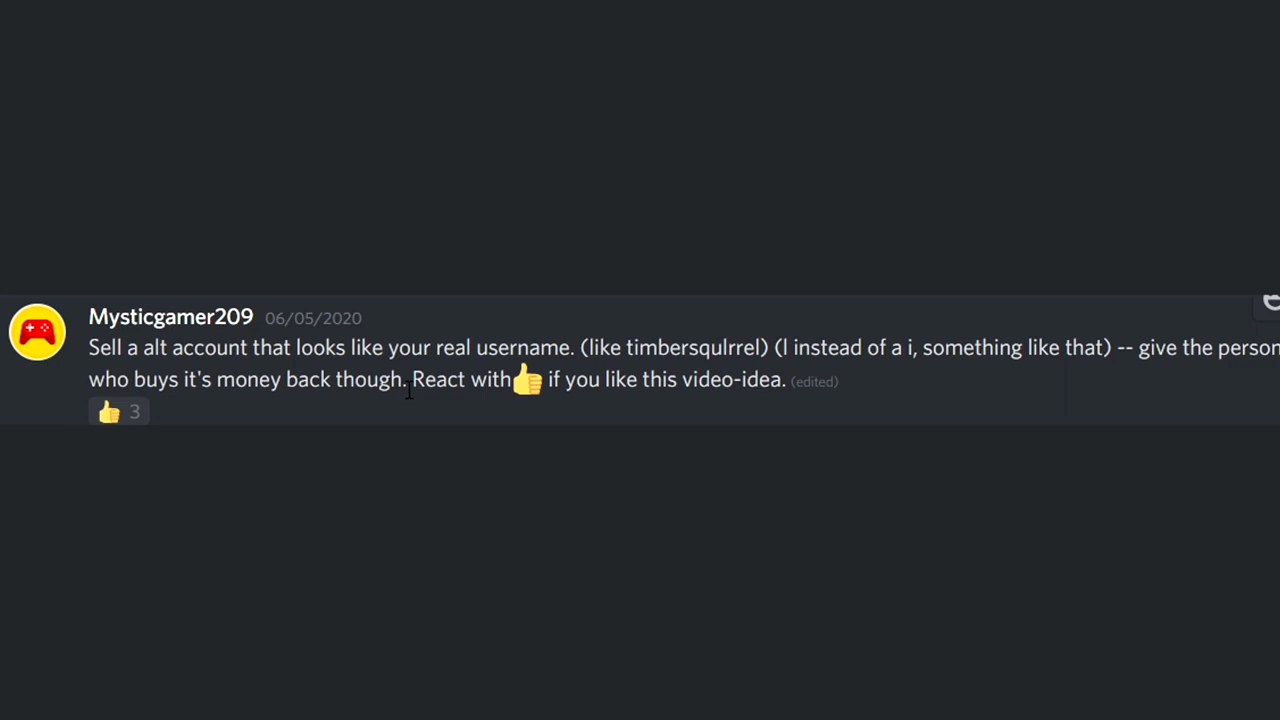 Mysticgamer209 06/05/2020
Sell a alt account that looks like your real username. (like timbersqulrrel) (l instead of a i, something like that) -- give the person
who buys it's money back though. React with 👍 if you like this video-idea. (edited)
👍 3